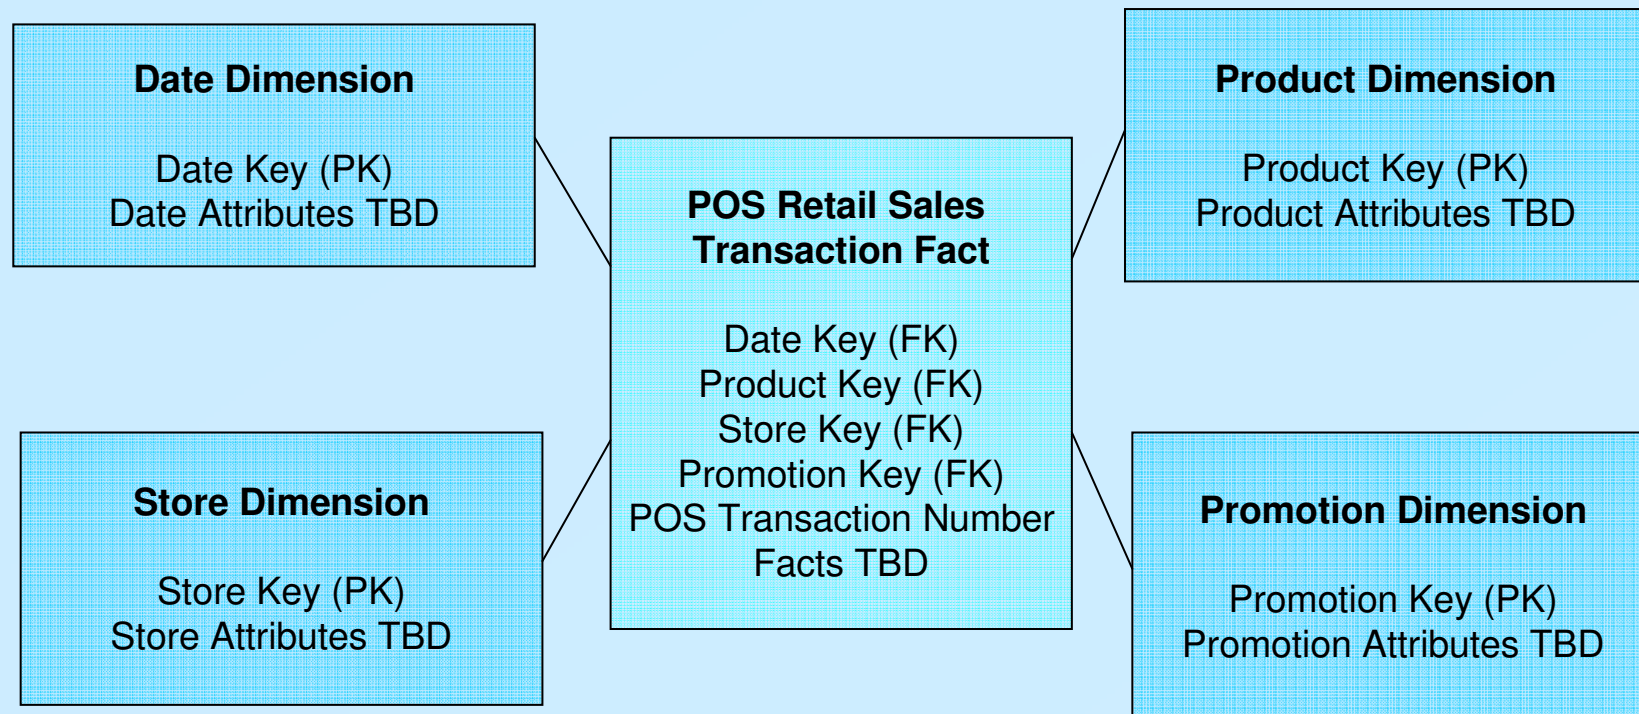 Date Dimension
Date Key (PK)
Date Attributes TBD
Product Dimension
Product Key (PK)
Product Attributes TBD
POS Retail Sales
Transaction Fact
Date Key (FK)
Product Key (FK)
Store Key (FK)
Promotion Key (FK)
POS Transaction Number
Facts TBD
Store Dimension
Store Key (PK)
Store Attributes TBD
Promotion Dimension
Promotion Key (PK)
Promotion Attributes TBD